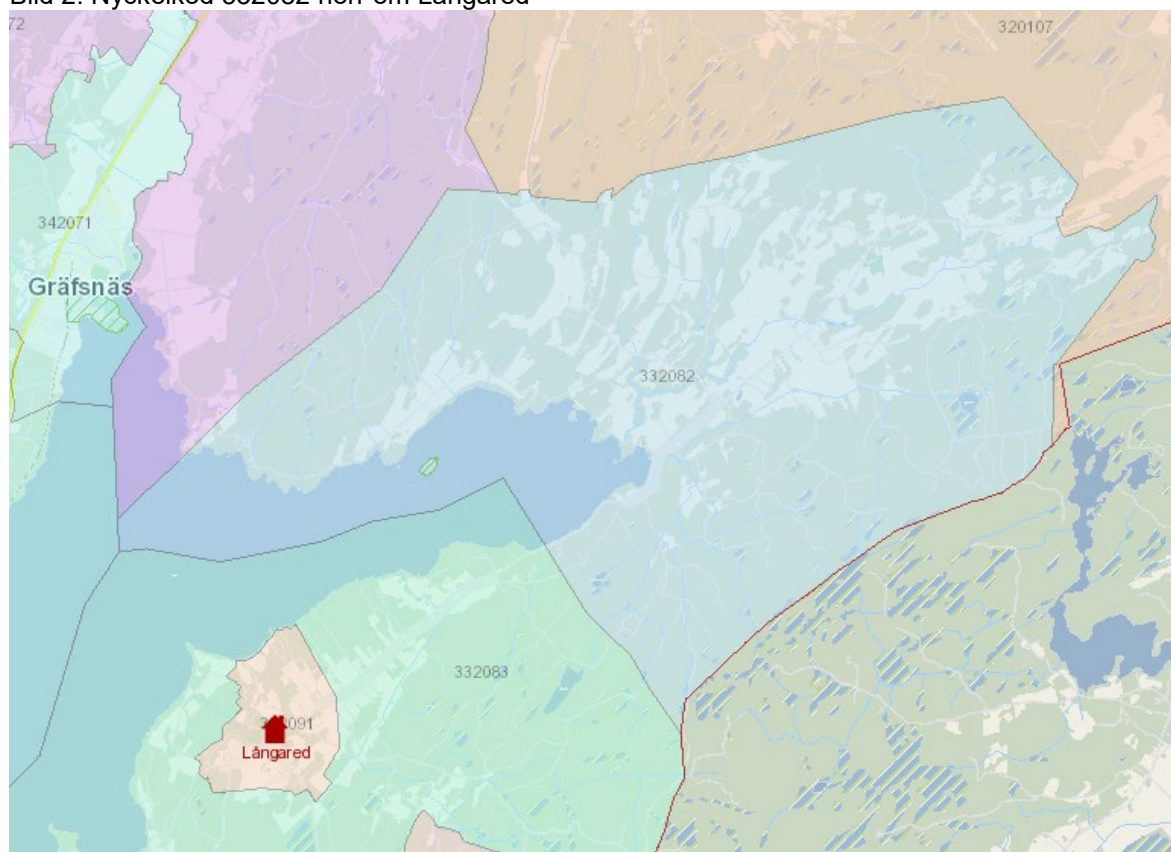 Bild 2. Nyckelkod 332082 norr om Långared
72
320107
342071
Gräfsnäs
332082
332083
Långared